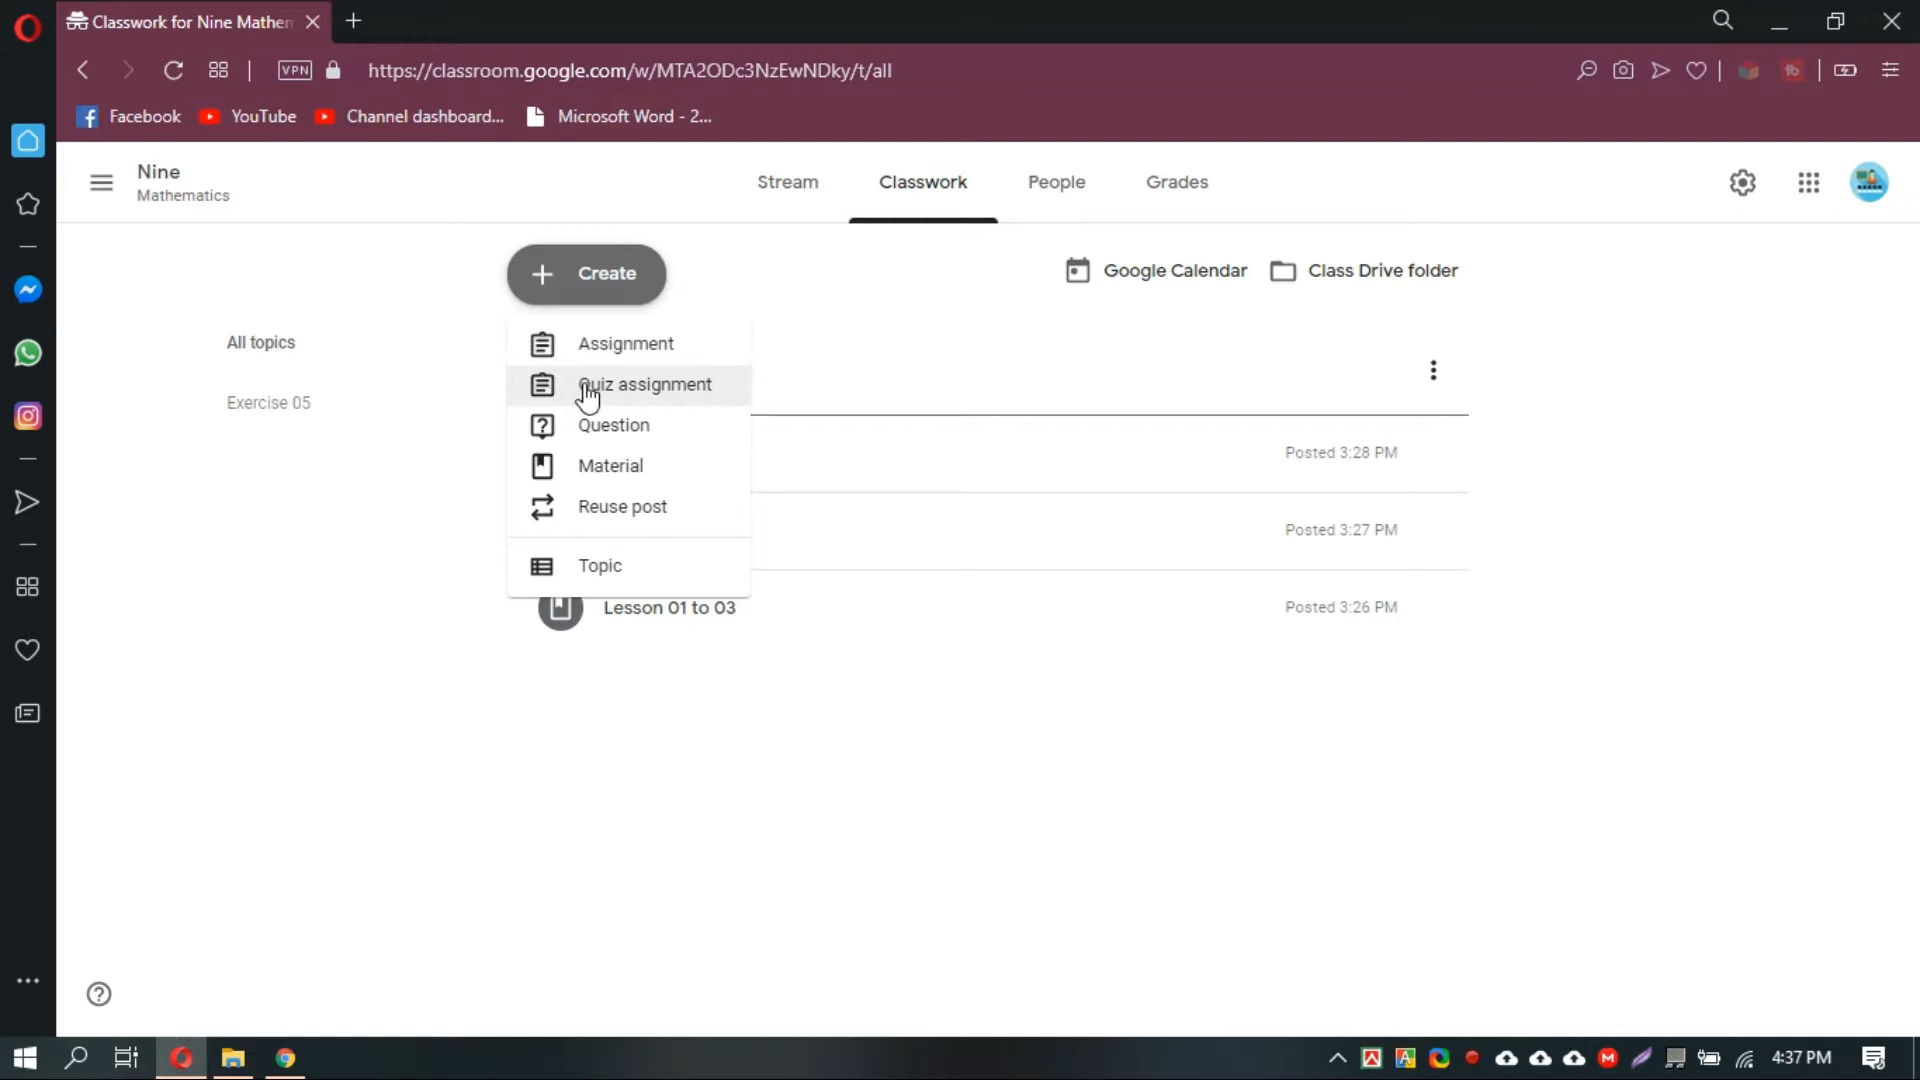 Classwork for Nine Mathem
VPN
https://classroom.google.com/w/MTA2ODc3NzEwNDky/t/all
Facebook
YouTube
Channel dashboard...
Microsoft Word - 2...
Nine
Mathematics
Stream
Classwork
People
Grades
Create
Google Calendar
Class Drive folder
All topics
Exercise 05
Assignment
Quiz assignment
Question
Material
Reuse post
Topic
Posted 3:28 PM
Posted 3:27 PM
Lesson 01 to 03
Posted 3:26 PM
4:37 PM